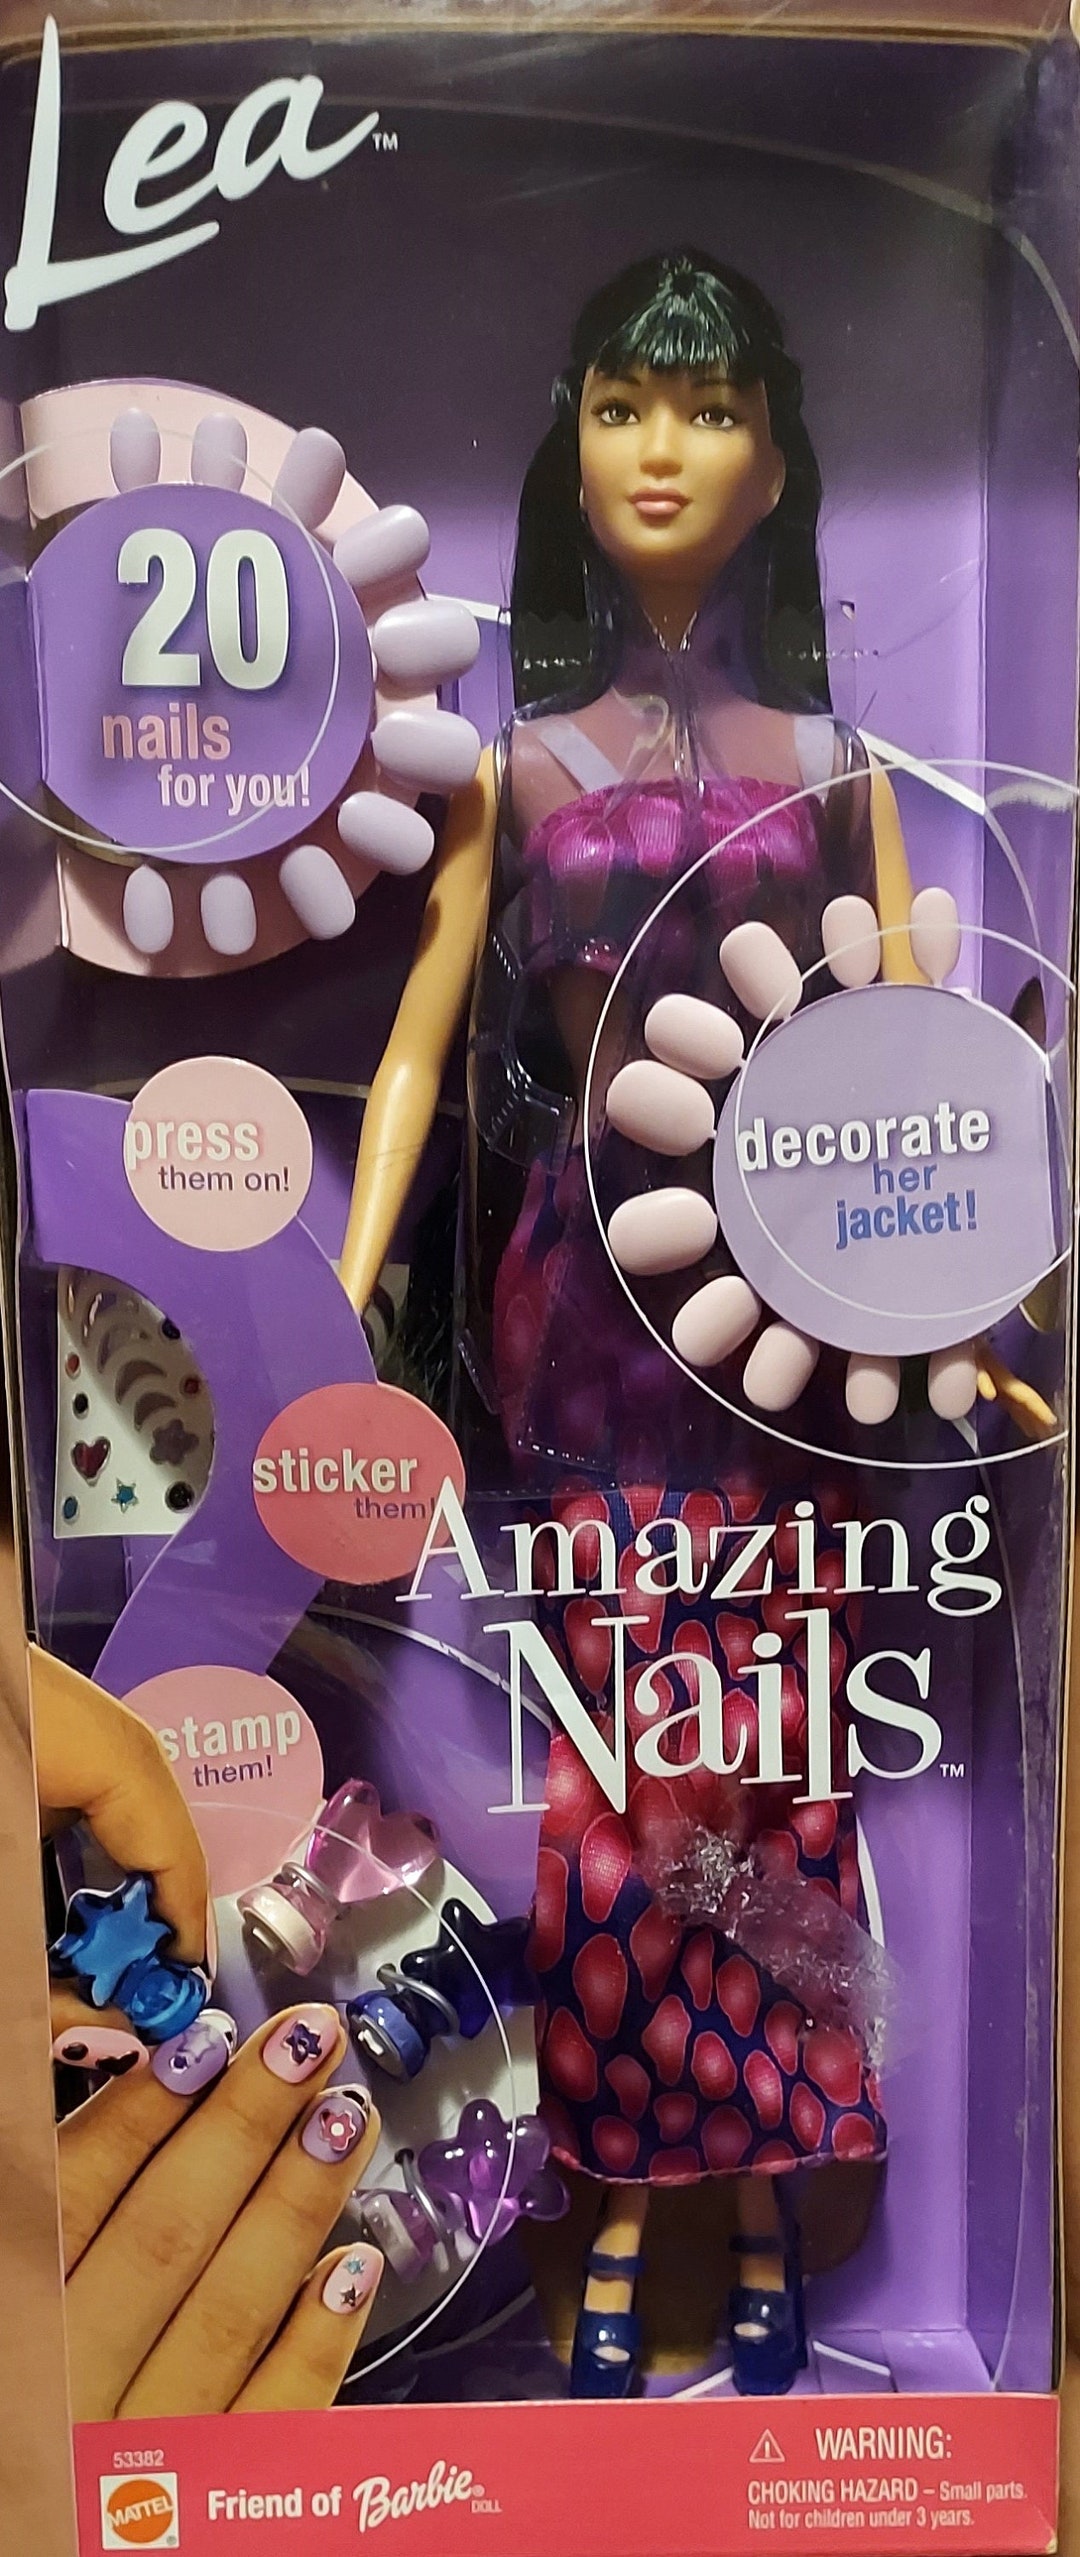 Lea™
20
nails
for you!
press
them on!
decorate
her
jacket!
sticker
them!
Amazing
Nails™
stamp
them!
53382
MATTEL®
Friend of Barbie® DOLL
WARNING:
CHOKING HAZARD – Small parts.
Not for children under 3 years.